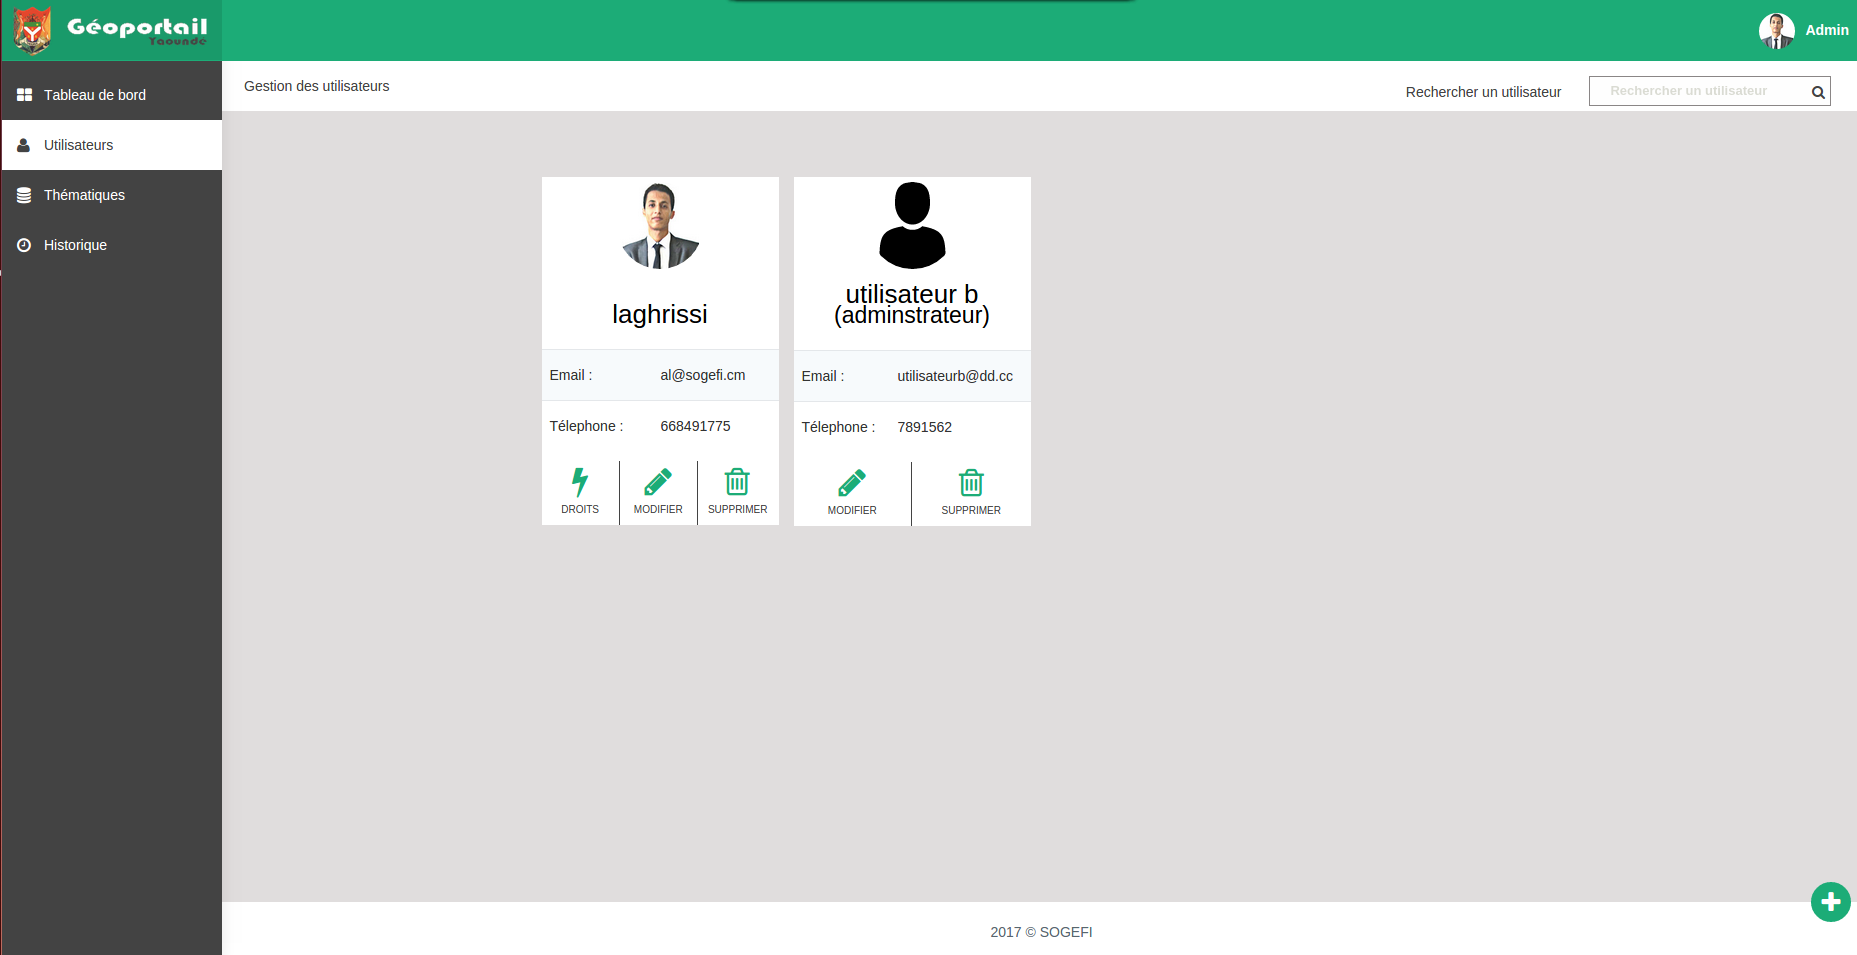 Géoportail
Yaounde
Admin
Tableau de bord
Utilisateurs
Thématiques
Historique
Gestion des utilisateurs
Rechercher un utilisateur
Rechercher un utilisateur
laghrissi
Email : al@sogefi.cm
Télephone : 668491775
DROITS MODIFIER SUPPRIMER
utilisateur b
(adminstrateur)
Email : utilisateurb@dd.cc
Télephone : 7891562
MODIFIER SUPPRIMER
2017 © SOGEFI